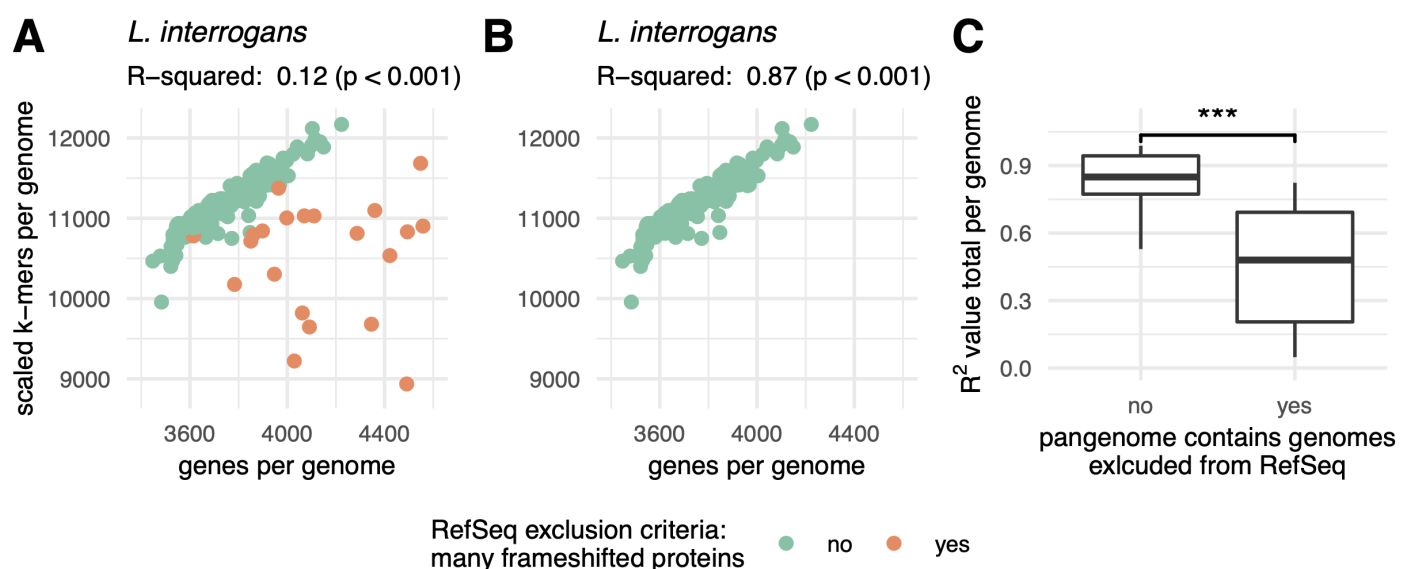 A
L. interrogans
R−squared: 0.12 (p < 0.001)
scaled k−mers per genome
12000
11000
10000
9000
3600 4000 4400
genes per genome
B
L. interrogans
R−squared: 0.87 (p < 0.001)
12000
11000
10000
9000
3600 4000 4400
genes per genome
C
R² value total per genome
***
0.9
0.6
0.3
0.0
no yes
pangenome contains genomes
exlcuded from RefSeq
RefSeq exclusion criteria:
many frameshifted proteins
no yes